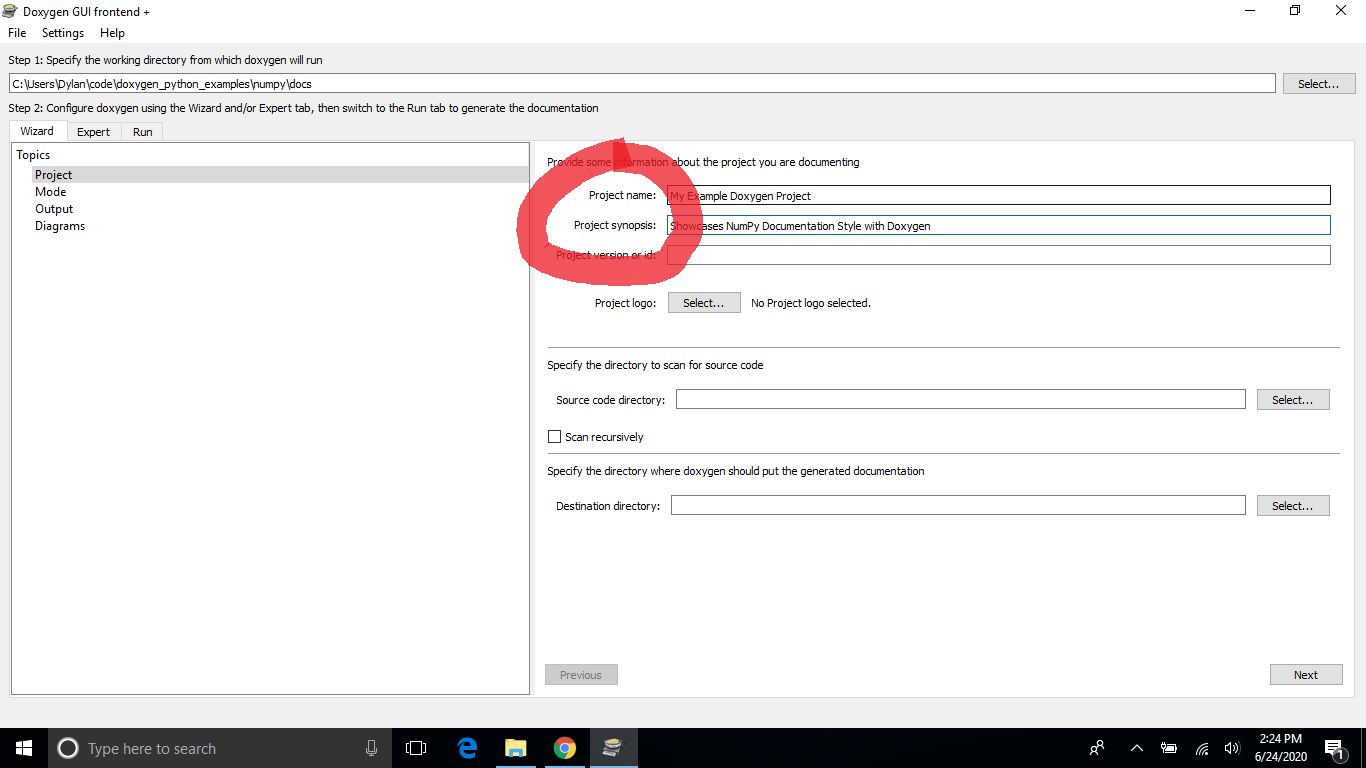 Doxygen GUI frontend +
File Settings Help
Step 1: Specify the working directory from which doxygen will run
C:\Users\Dylan\code\doxygen_python_examples\numpy\docs Select...
Step 2: Configure doxygen using the Wizard and/or Expert tab, then switch to the Run tab to generate the documentation
Wizard Expert Run
Topics
Project
Mode
Output
Diagrams
Provide some information about the project you are documenting
Project name: My Example Doxygen Project
Project synopsis: Showcases NumPy Documentation Style with Doxygen
Project version or id:
Project logo: Select... No Project logo selected.
Specify the directory to scan for source code
Source code directory: Select...
Scan recursively
Specify the directory where doxygen should put the generated documentation
Destination directory: Select...
Previous Next
Type here to search
2:24 PM
6/24/2020
1